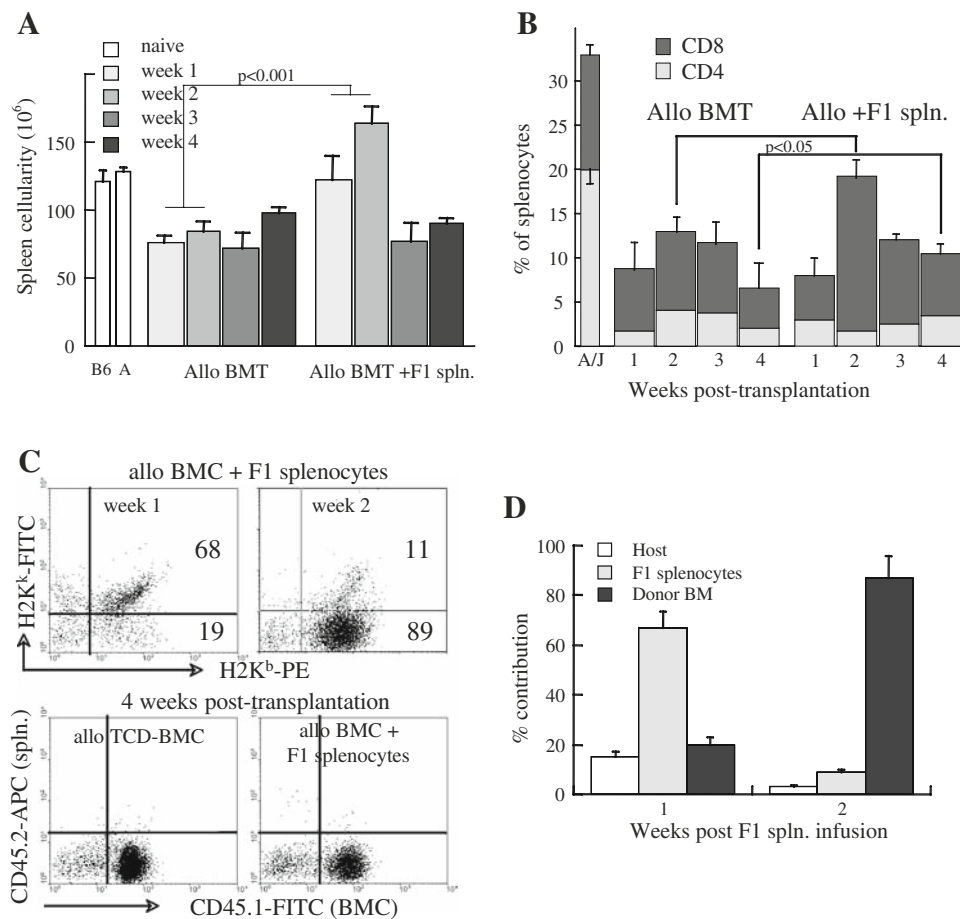 A
naive
week 1
week 2
week 3
week 4
p<0.001
Spleen cellularity (10⁶)
150
100
50
0
B6 A
Allo BMT
Allo BMT +F1 spln.
B
CD8
CD4
Allo BMT
Allo +F1 spln.
p<0.05
% of splenocytes
30
25
20
15
10
5
0
A/J 1 2 3 4 1 2 3 4
Weeks post-transplantation
C
allo BMC + F1 splenocytes
week 1
68
19
week 2
11
89
H2Kᵏ-FITC
H2Kᵇ-PE
4 weeks post-transplantation
allo TCD-BMC
allo BMC +
F1 splenocytes
CD45.2-APC (spln.)
CD45.1-FITC (BMC)
D
Host
F1 splenocytes
Donor BM
% contribution
100
80
60
40
20
0
1 2
Weeks post F1 spln. infusion